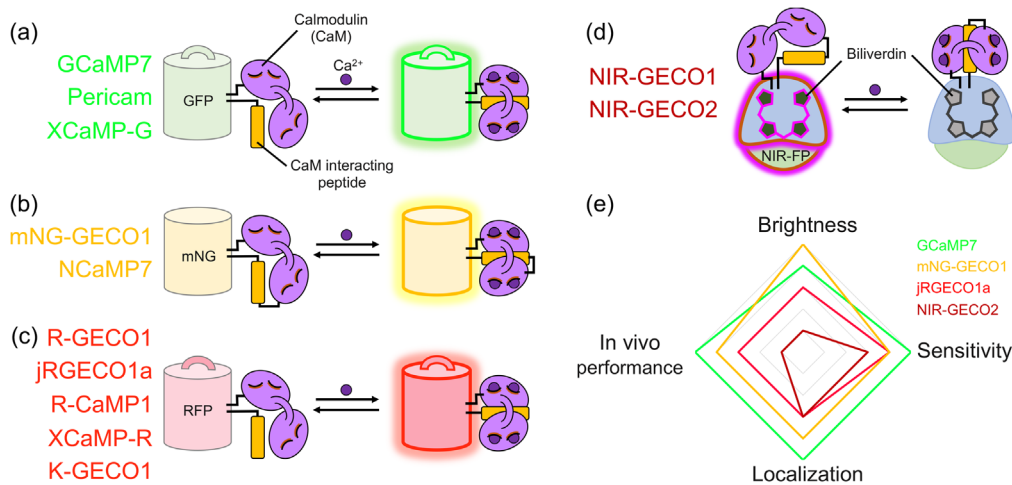 (a)
GCaMP7
Pericam
XCaMP-G
GFP
Calmodulin
(CaM)
Ca²⁺
CaM interacting
peptide
(b)
mNG-GECO1
NCaMP7
mNG
(c)
R-GECO1
jRGECO1a
R-CaMP1
XCaMP-R
K-GECO1
RFP
(d)
NIR-GECO1
NIR-GECO2
Biliverdin
NIR-FP
(e)
Brightness
GCaMP7
mNG-GECO1
jRGECO1a
NIR-GECO2
In vivo
performance
Sensitivity
Localization